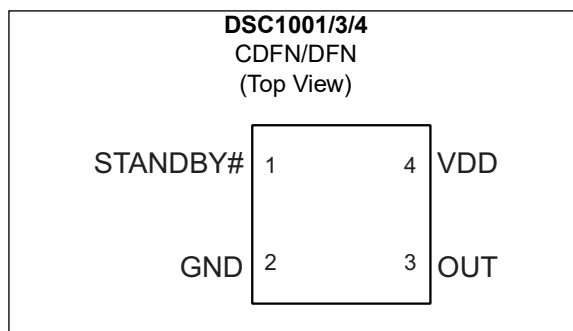 DSC1001/3/4
CDFN/DFN
(Top View)
STANDBY# 1 4 VDD
GND 2 3 OUT